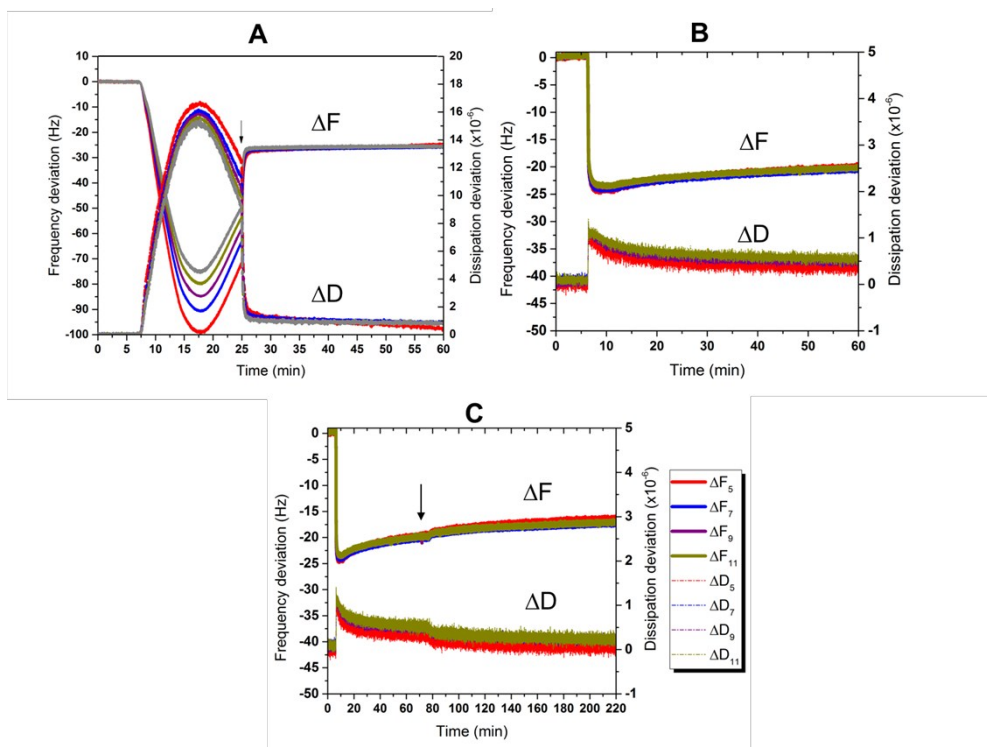 A
Frequency deviation (Hz)
10
0
-10
-20
-30
-40
-50
-60
-70
-80
-90
-100
20
18
16
14
12
10
8
6
4
2
0
Dissipation deviation (x10⁻⁶)
ΔF
ΔD
0 5 10 15 20 25 30 35 40 45 50 55 60
Time (min)
B
Frequency deviation (Hz)
0
-5
-10
-15
-20
-25
-30
-35
-40
-45
-50
5
4
3
2
1
0
-1
Dissipation deviation (x10⁻⁶)
ΔF
ΔD
0 10 20 30 40 50 60
Time (min)
C
Frequency deviation (Hz)
0
-5
-10
-15
-20
-25
-30
-35
-40
-45
-50
5
4
3
2
1
0
-1
Dissipation deviation (x10⁻⁶)
ΔF
ΔD
0 20 40 60 80 100 120 140 160 180 200 220
Time (min)
ΔF₅
ΔF₇
ΔF₉
ΔF₁₁
ΔD₅
ΔD₇
ΔD₉
ΔD₁₁